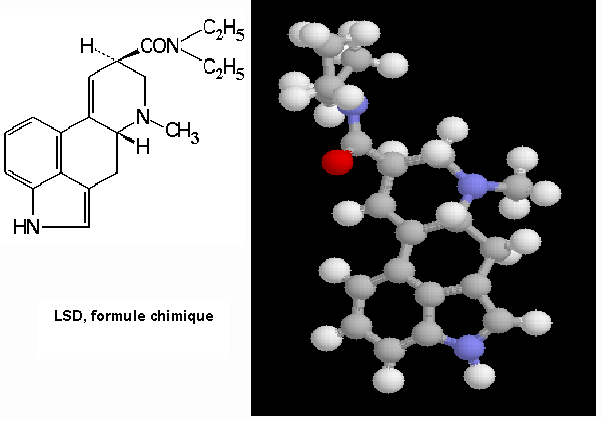 C₂H₅
H
CON
C₂H₅
N
CH₃
H
HN
LSD, formule chimique